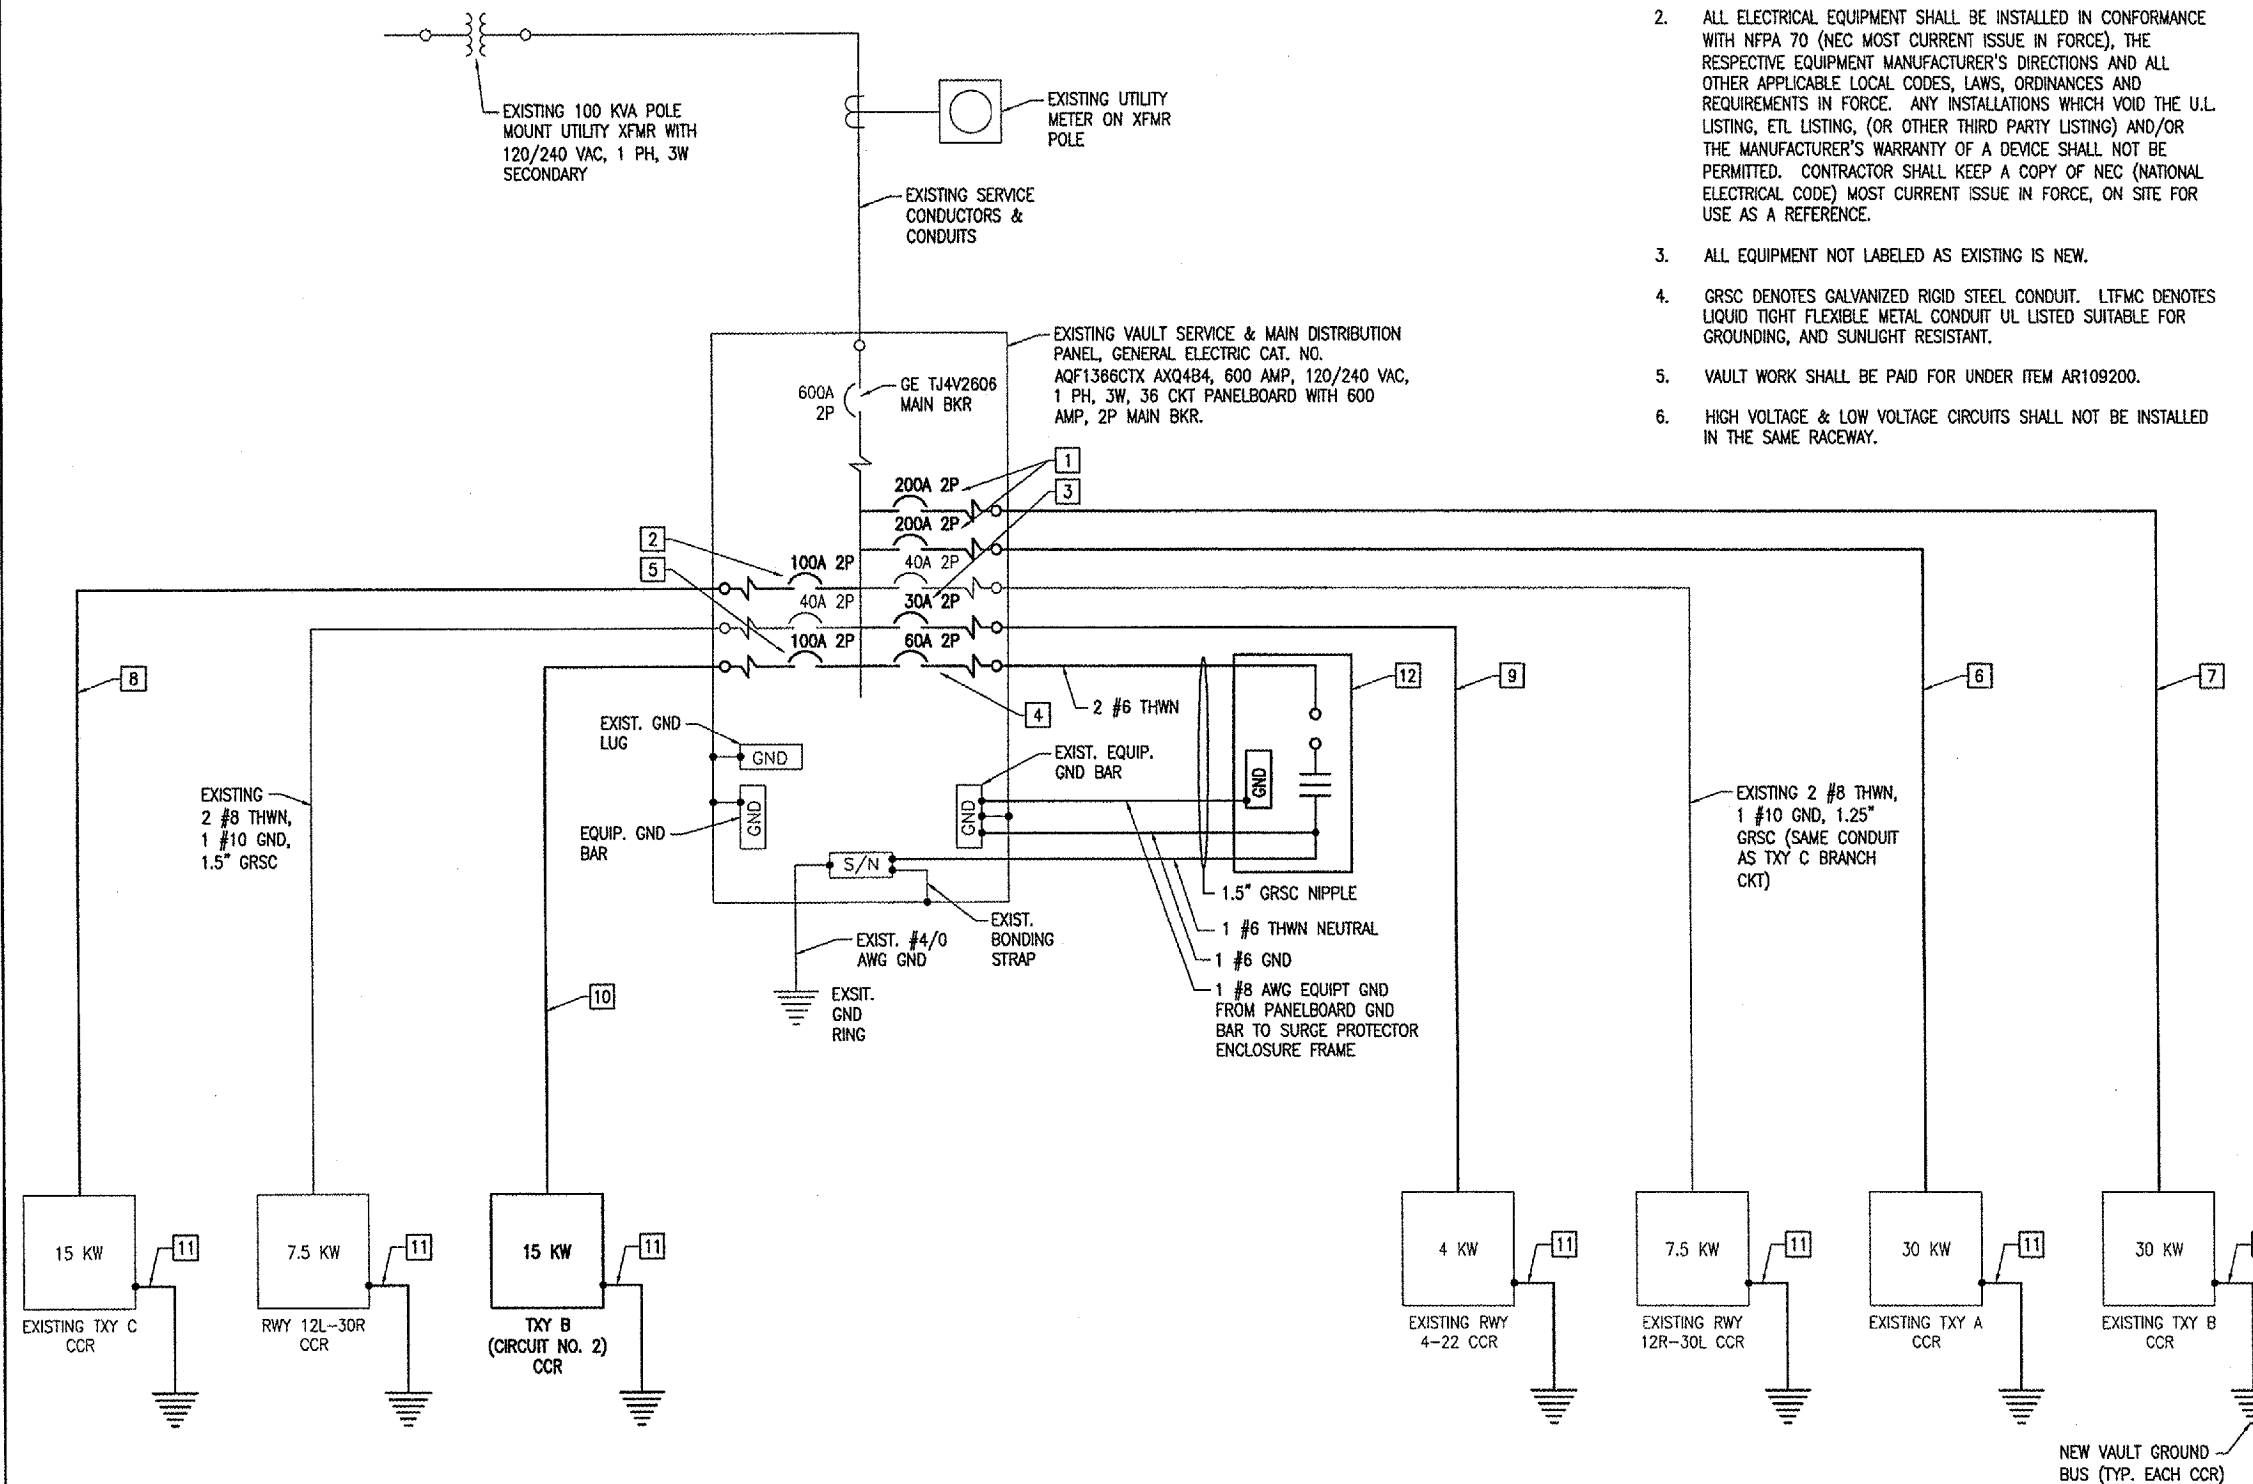 2. ALL ELECTRICAL EQUIPMENT SHALL BE INSTALLED IN CONFORMANCE
WITH NFPA 70 (NEC MOST CURRENT ISSUE IN FORCE), THE
RESPECTIVE EQUIPMENT MANUFACTURER'S DIRECTIONS AND ALL
OTHER APPLICABLE LOCAL CODES, LAWS, ORDINANCES AND
REQUIREMENTS IN FORCE. ANY INSTALLATIONS WHICH VOID THE U.L.
LISTING, ETL LISTING, (OR OTHER THIRD PARTY LISTING) AND/OR
THE MANUFACTURER'S WARRANTY OF A DEVICE SHALL NOT BE
PERMITTED. CONTRACTOR SHALL KEEP A COPY OF NEC (NATIONAL
ELECTRICAL CODE) MOST CURRENT ISSUE IN FORCE, ON SITE FOR
USE AS A REFERENCE.
3. ALL EQUIPMENT NOT LABELED AS EXISTING IS NEW.
4. GRSC DENOTES GALVANIZED RIGID STEEL CONDUIT. LTFMC DENOTES
LIQUID TIGHT FLEXIBLE METAL CONDUIT UL LISTED SUITABLE FOR
GROUNDING, AND SUNLIGHT RESISTANT.
5. VAULT WORK SHALL BE PAID FOR UNDER ITEM AR109200.
6. HIGH VOLTAGE & LOW VOLTAGE CIRCUITS SHALL NOT BE INSTALLED
IN THE SAME RACEWAY.
EXISTING 100 KVA POLE
MOUNT UTILITY XFMR WITH
120/240 VAC, 1 PH, 3W
SECONDARY
EXISTING UTILITY
METER ON XFMR
POLE
EXISTING SERVICE
CONDUCTORS &
CONDUITS
EXISTING VAULT SERVICE & MAIN DISTRIBUTION
PANEL, GENERAL ELECTRIC CAT. NO.
AQF1366CTX AXQ4B4, 600 AMP, 120/240 VAC,
1 PH, 3W, 36 CKT PANELBOARD WITH 600
AMP, 2P MAIN BKR.
600A
2P
GE TJ4V2606
MAIN BKR
1
200A 2P
3
200A 2P
2
100A 2P
40A 2P
5
40A 2P
30A 2P
100A 2P
60A 2P
8
12
9
6
7
4
2 #6 THWN
EXIST. GND
LUG
GND
EXIST. EQUIP.
GND BAR
GND
EQUIP. GND
BAR
GND
GND
S/N
EXISTING
2 #8 THWN,
1 #10 GND,
1.5" GRSC
EXISTING 2 #8 THWN,
1 #10 GND, 1.25"
GRSC (SAME CONDUIT
AS TXY C BRANCH
CKT)
1.5" GRSC NIPPLE
1 #6 THWN NEUTRAL
1 #6 GND
1 #8 AWG EQUIPT GND
FROM PANELBOARD GND
BAR TO SURGE PROTECTOR
ENCLOSURE FRAME
EXIST. #4/0
AWG GND
EXIST.
BONDING
STRAP
EXSIT.
GND
RING
10
15 KW
11
EXISTING TXY C
CCR
7.5 KW
11
RWY 12L-30R
CCR
15 KW
11
TXY B
(CIRCUIT NO. 2)
CCR
4 KW
11
EXISTING RWY
4-22 CCR
7.5 KW
11
EXISTING RWY
12R-30L CCR
30 KW
11
EXISTING TXY A
CCR
30 KW
EXISTING TXY B
CCR
NEW VAULT GROUND
BUS (TYP. EACH CCR)